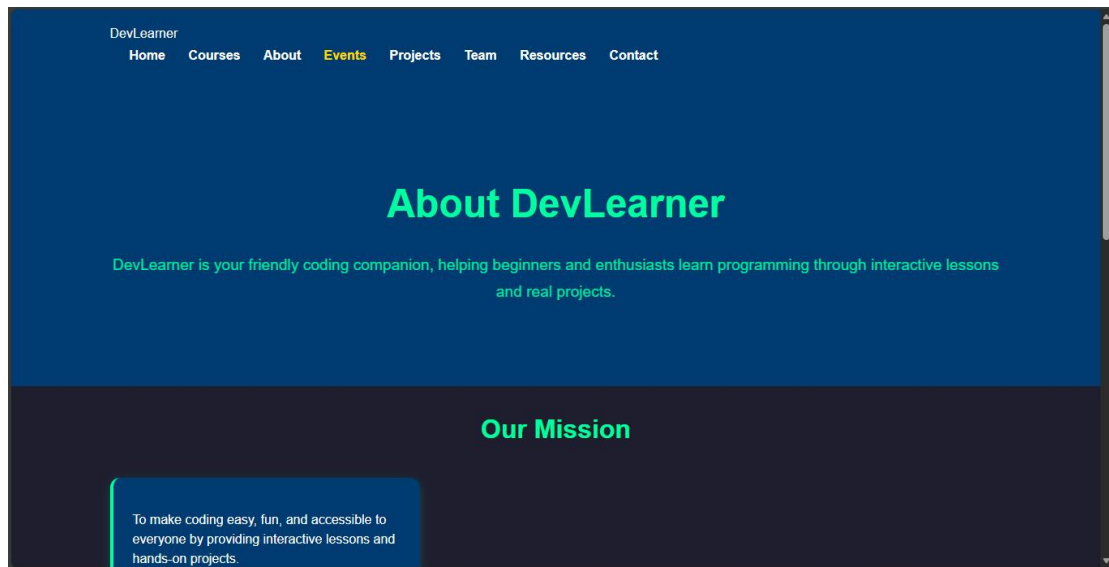 DevLearner
Home Courses About Events Projects Team Resources Contact
About DevLearner
DevLearner is your friendly coding companion, helping beginners and enthusiasts learn programming through interactive lessons
and real projects.
Our Mission
To make coding easy, fun, and accessible to
everyone by providing interactive lessons and
hands-on projects.